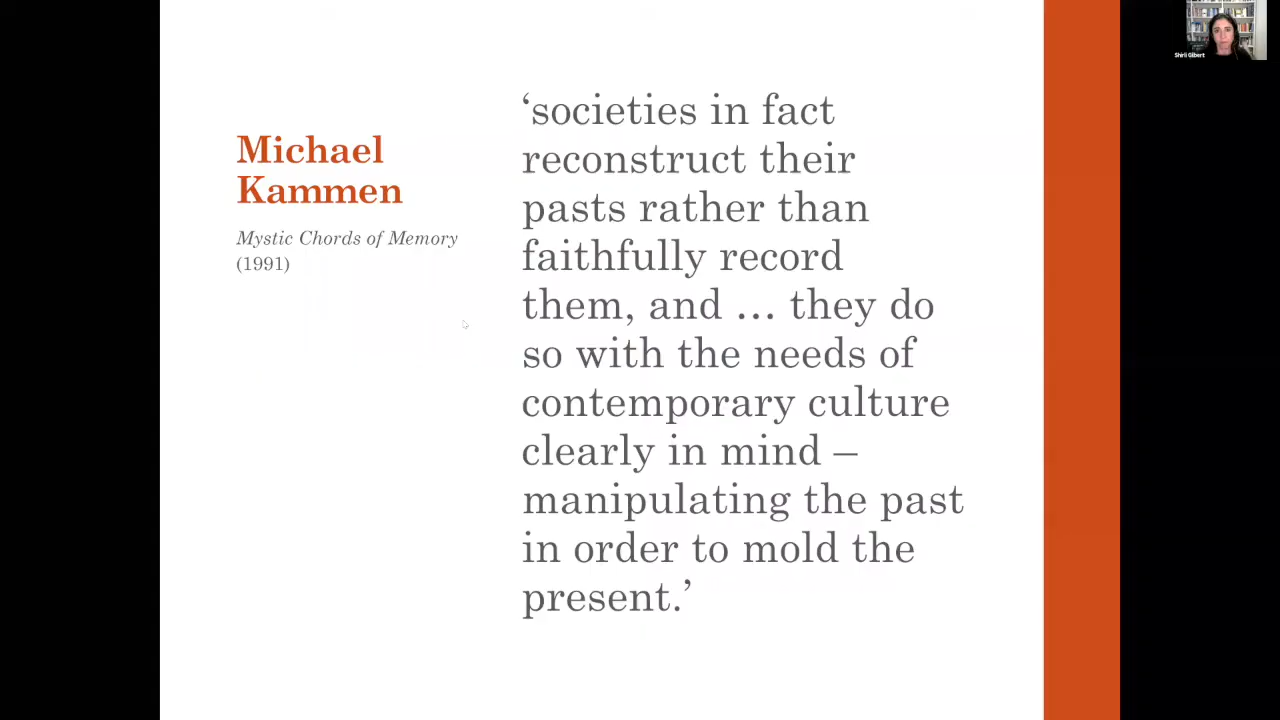 Michael
Kammen
Mystic Chords of Memory
(1991)
‘societies in fact
reconstruct their
pasts rather than
faithfully record
them, and … they do
so with the needs of
contemporary culture
clearly in mind –
manipulating the past
in order to mold the
present.’
Shirli Gilbert